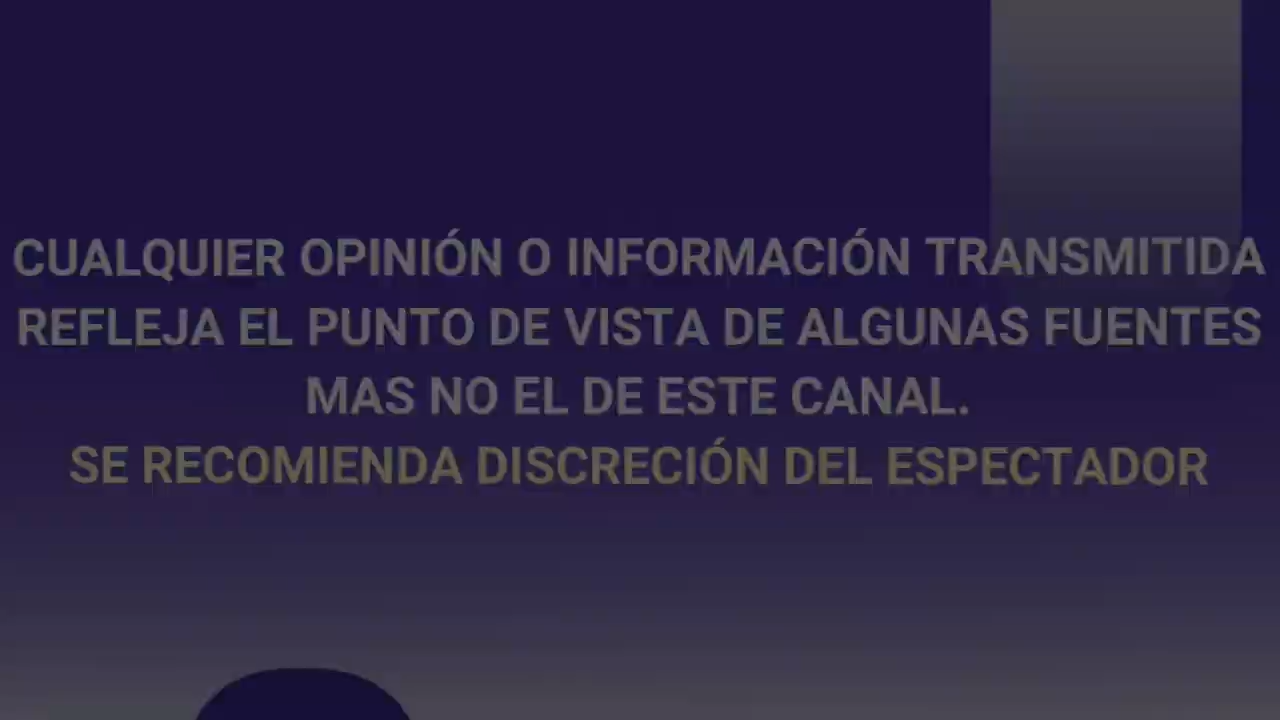 CUALQUIER OPINIÓN O INFORMACIÓN TRANSMITIDA
REFLEJA EL PUNTO DE VISTA DE ALGUNAS FUENTES
MAS NO EL DE ESTE CANAL.
SE RECOMIENDA DISCRECIÓN DEL ESPECTADOR